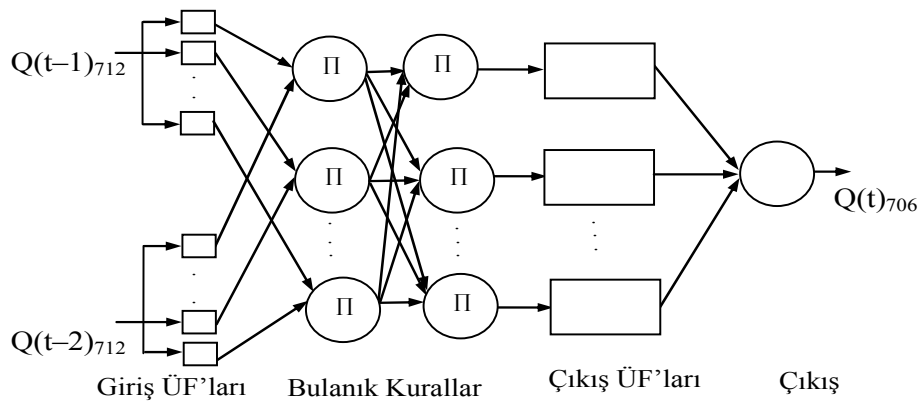 Q(t–1)712
Π Π
Π Π
Π Π
Q(t)706
Q(t–2)712
Giriş ÜF’ları Bulanık Kurallar Çıkış ÜF’ları Çıkış